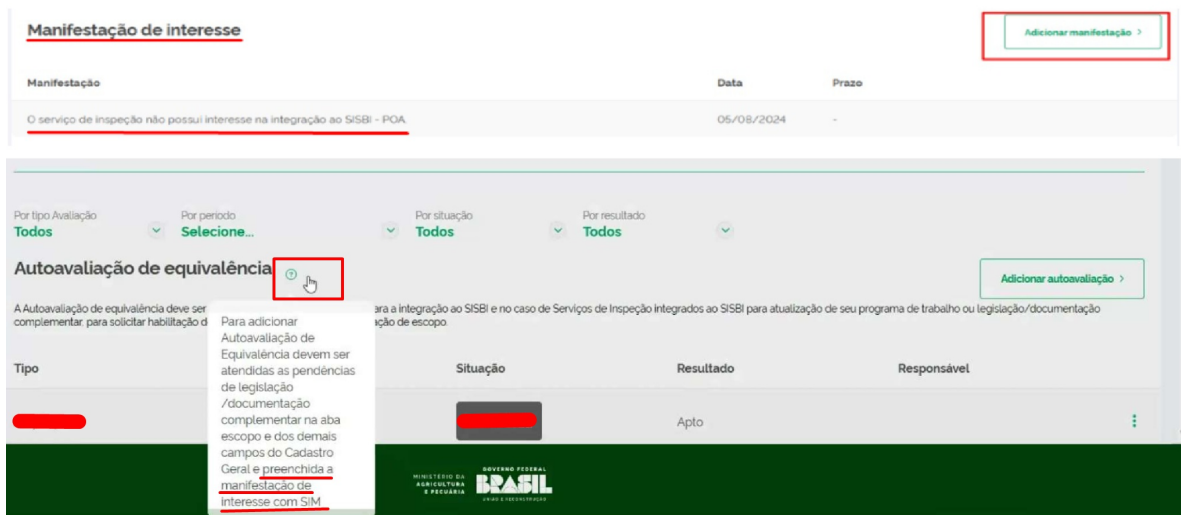 Manifestação de interesse
Adicionar manifestação >
Manifestação Data Prazo
O serviço de inspeção não possui interesse na integração ao SISBI - POA. 05/08/2024 -
Por tipo Avaliação Por período Por situação Por resultado
Todos Selecione... Todos Todos
Autoavaliação de equivalência ?
Adicionar autoavaliação >
A Autoavaliação de equivalência deve ser ara a integração ao SISBI e no caso de Serviços de Inspeção integrados ao SISBI para atualização de seu programa de trabalho ou legislação/documentação
complementar, para solicitar habilitação d ação de escopo.
Para adicionar
Autoavaliação de
Equivalência devem ser
atendidas as pendências
de legislação
/documentação
complementar na aba
escopo e dos demais
campos do Cadastro
Geral e preenchida a
manifestação de
interesse com SIM
Tipo Situação Resultado Responsável
Apto
MINISTÉRIO DA
AGRICULTURA
E PECUÁRIA
GOVERNO FEDERAL
BRASIL
UNIÃO E RECONSTRUÇÃO